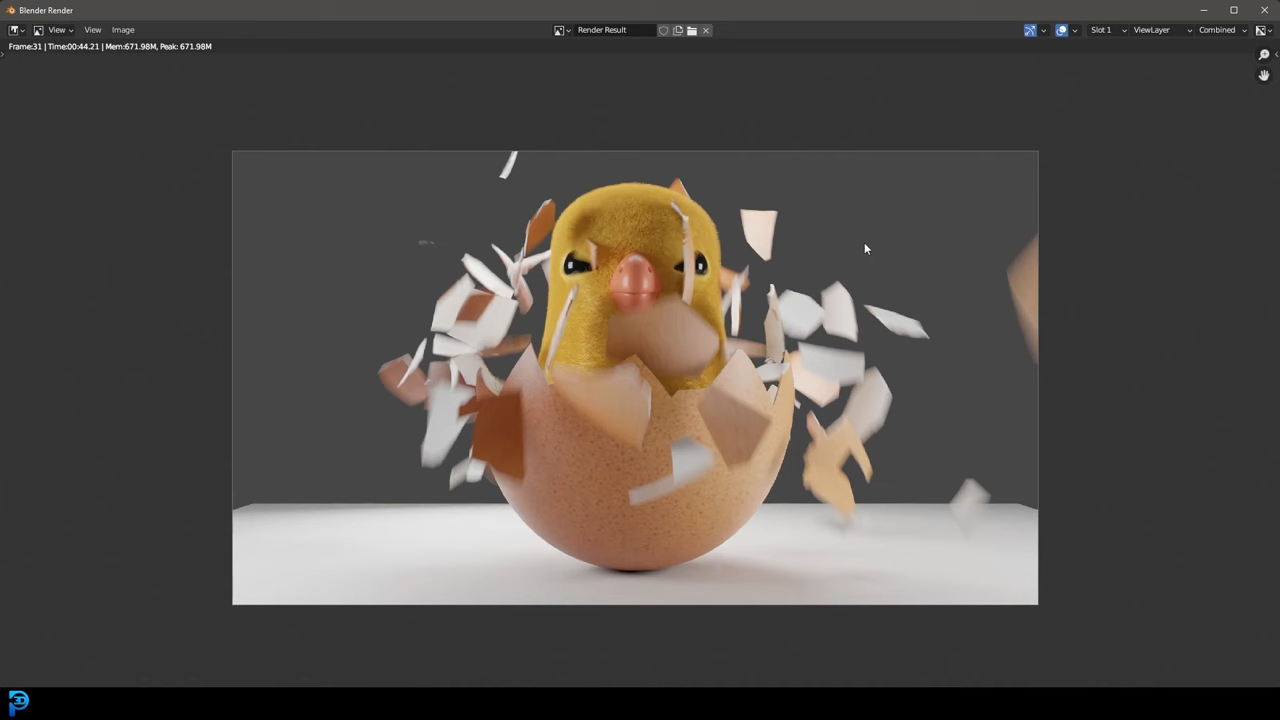 Blender Render
View View Image Render Result Slot 1 ViewLayer Combined
Frame:31 | Time:00:44.21 | Mem:671.98M, Peak: 671.98M
3D